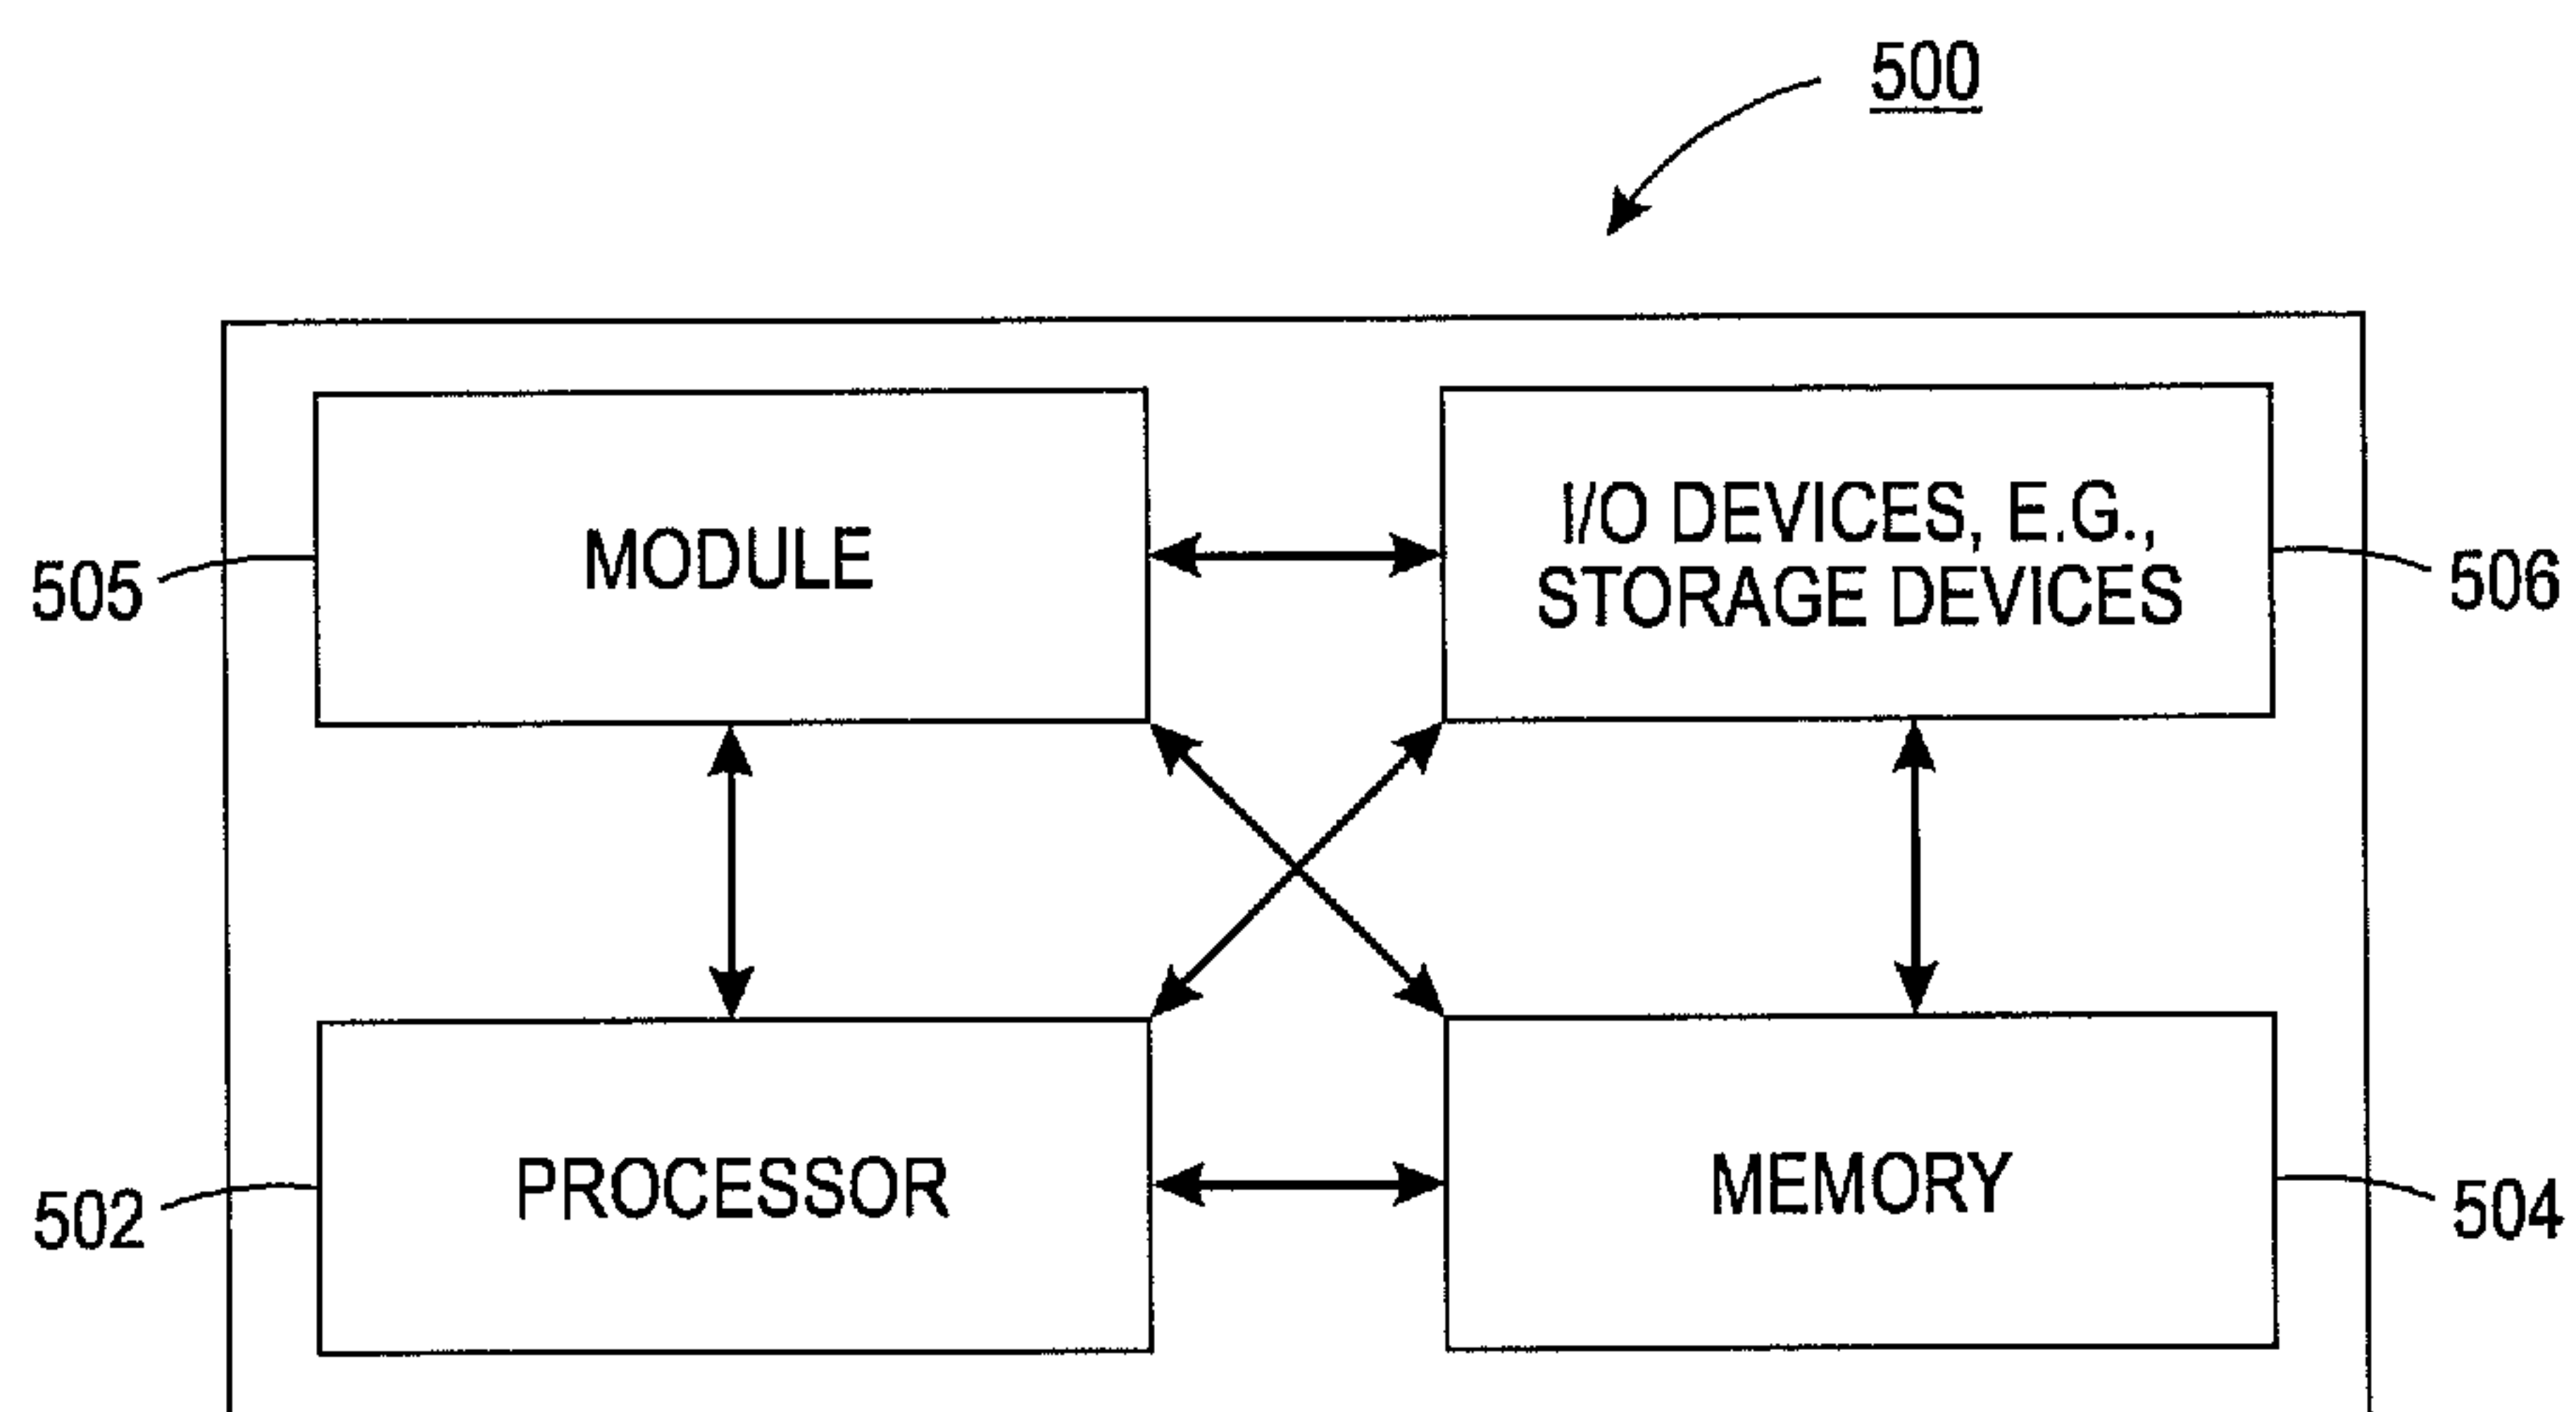 500
MODULE
I/O DEVICES, E.G.,
STORAGE DEVICES
505
506
PROCESSOR
MEMORY
502
504